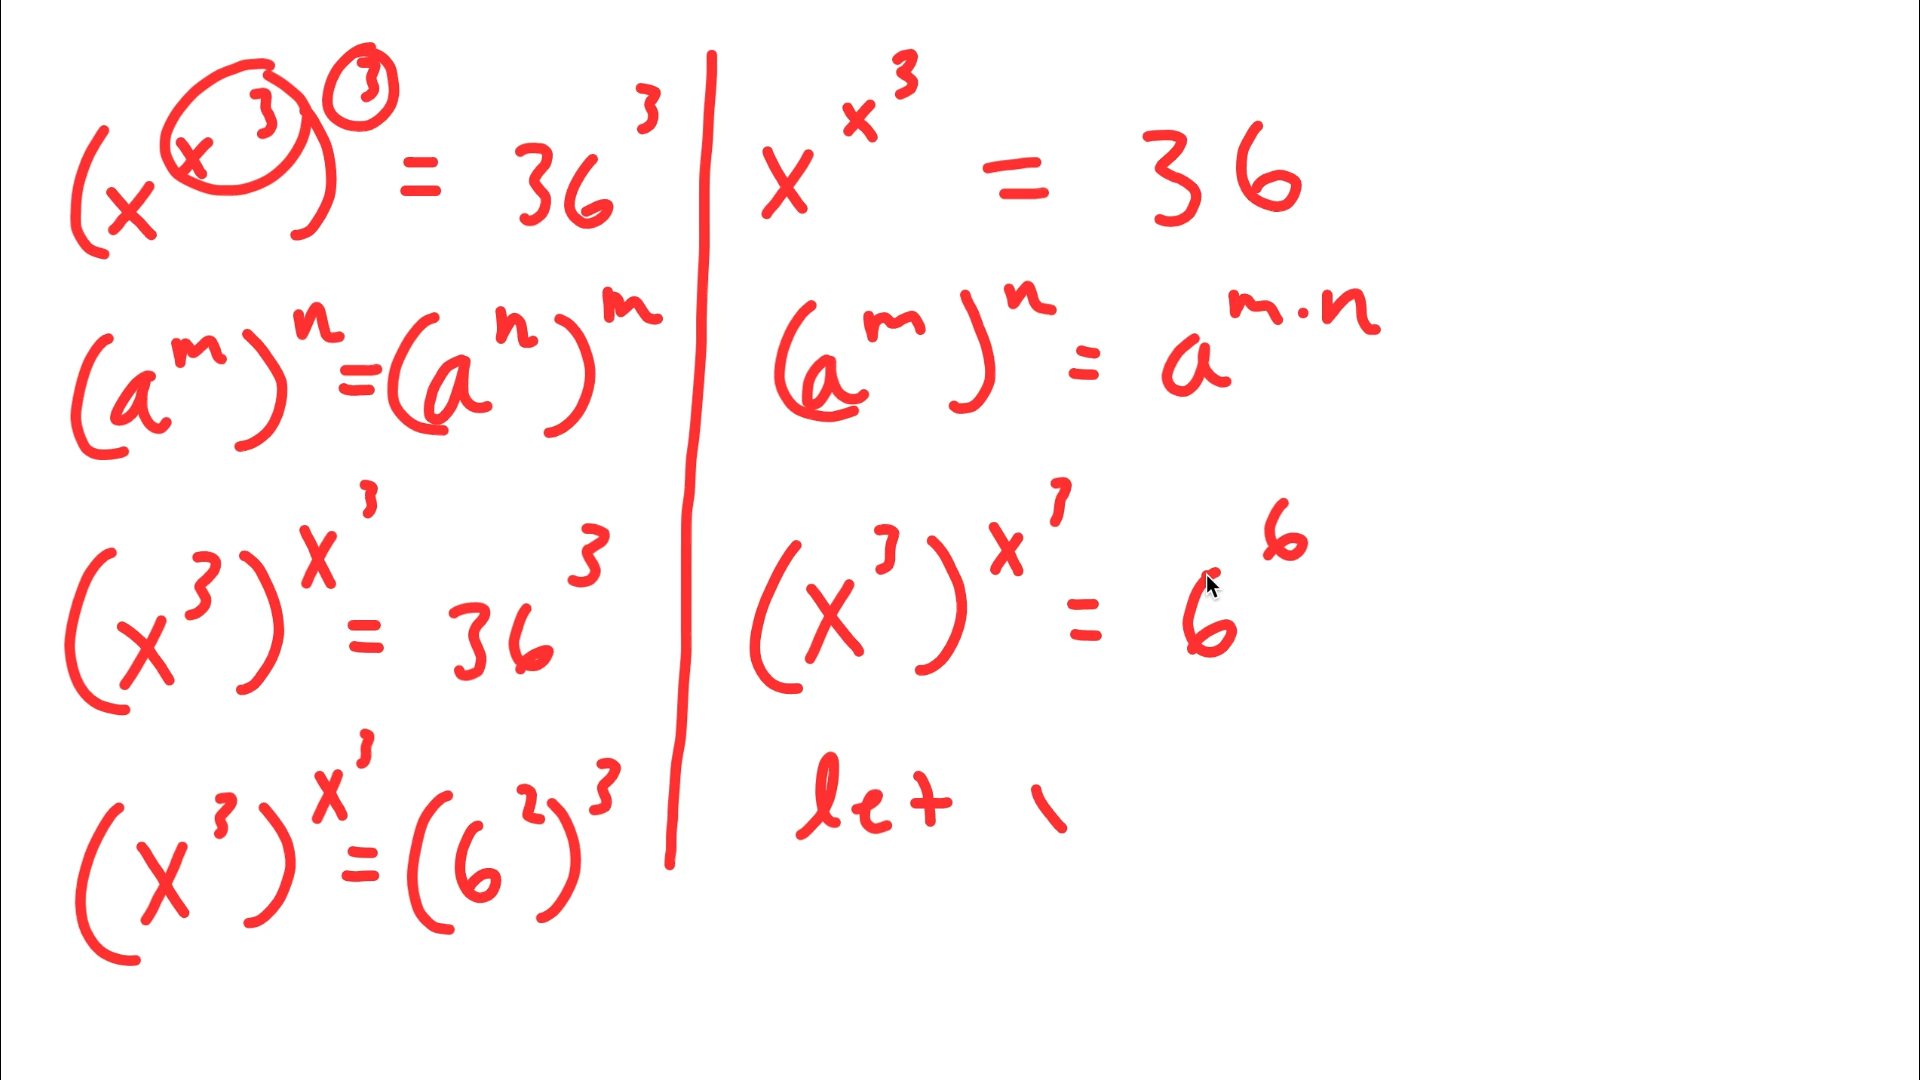 (x^{x^3})^3 = 36^3
(a^m)^n = (a^n)^m
(x^3)^{x^3} = 36^3
(x^3)^{x^3} = (6^2)^3
x^{x^3} = 36
(a^m)^n = a^{m·n}
(x^3)^{x^3} = 6^6
let